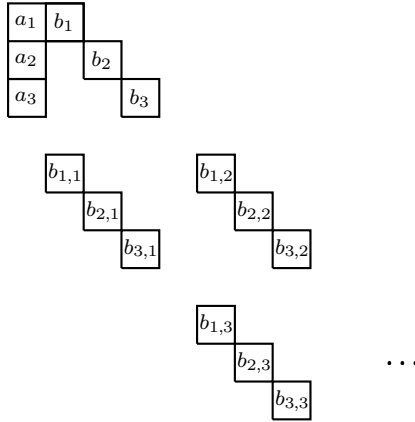 a₁ b₁
a₂ b₂
a₃ b₃
b₁,₁ b₁,₂
b₂,₁ b₂,₂
b₃,₁ b₃,₂
b₁,₃
b₂,₃ ...
b₃,₃